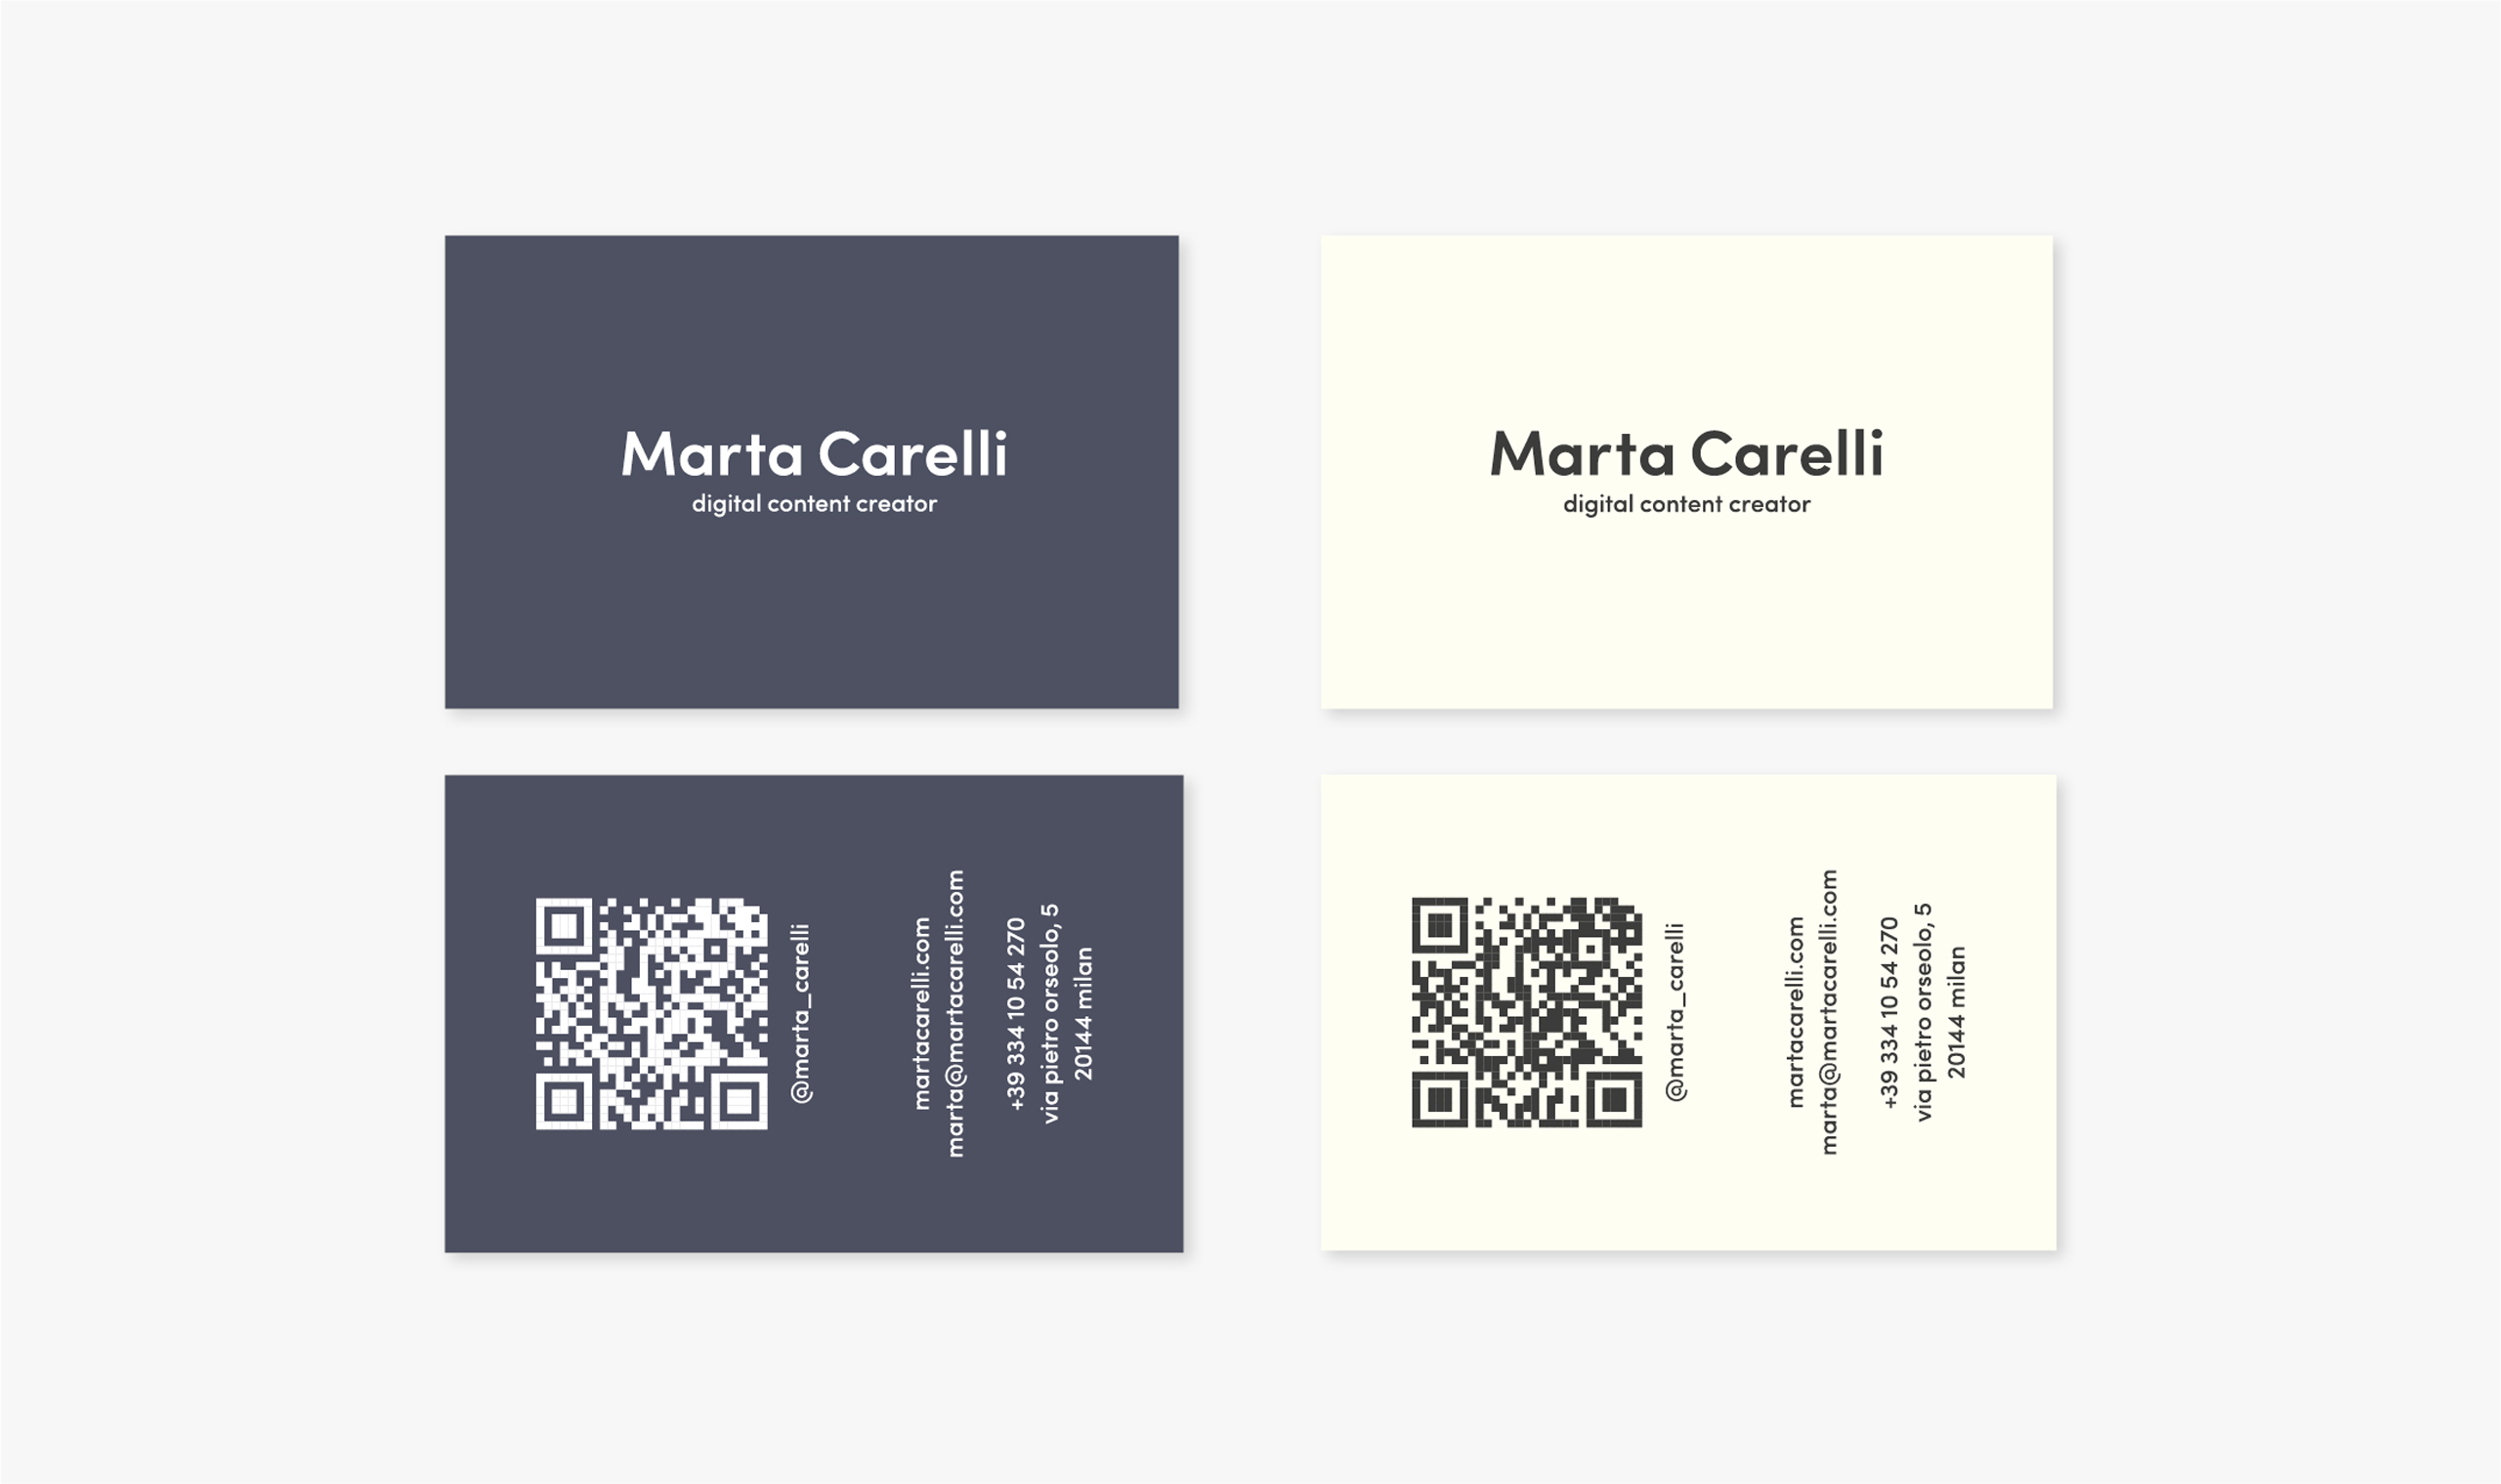 Marta Carelli
digital content creator
Marta Carelli
digital content creator
@marta_carelli
martacarelli.com
marta@martacarelli.com
+39 334 10 54 270
via pietro orseolo, 5
20144 milan
@marta_carelli
martacarelli.com
marta@martacarelli.com
+39 334 10 54 270
via pietro orseolo, 5
20144 milan